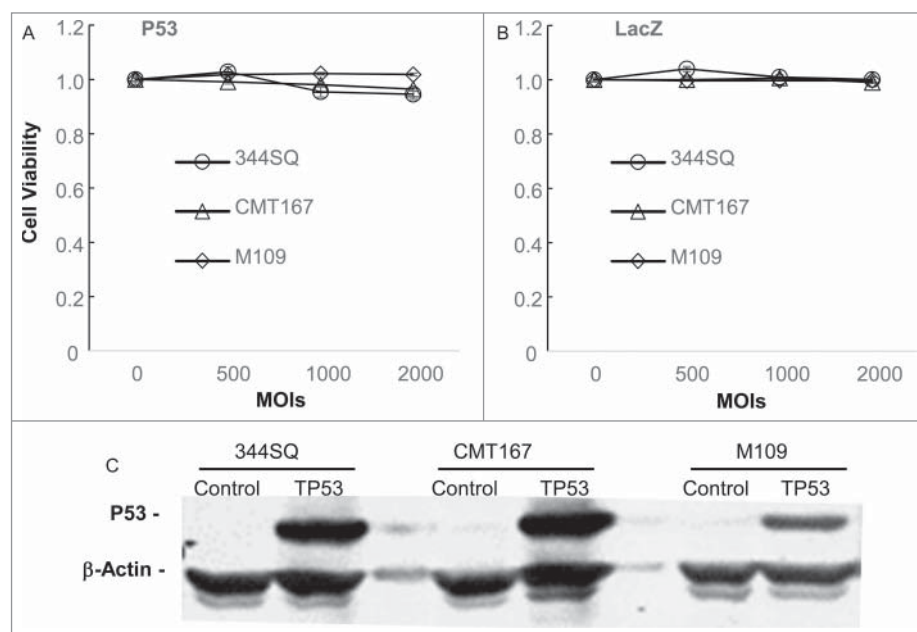 A P53
1.2
1.0
0.8
0.6
0.4
0.2
0
Cell Viability
344SQ
CMT167
M109
0 500 1000 2000
MOIs
B LacZ
1.2
1.0
0.8
0.6
0.4
0.2
0
344SQ
CMT167
M109
0 500 1000 2000
MOIs
C
344SQ CMT167 M109
Control TP53 Control TP53 Control TP53
P53 -
β-Actin -